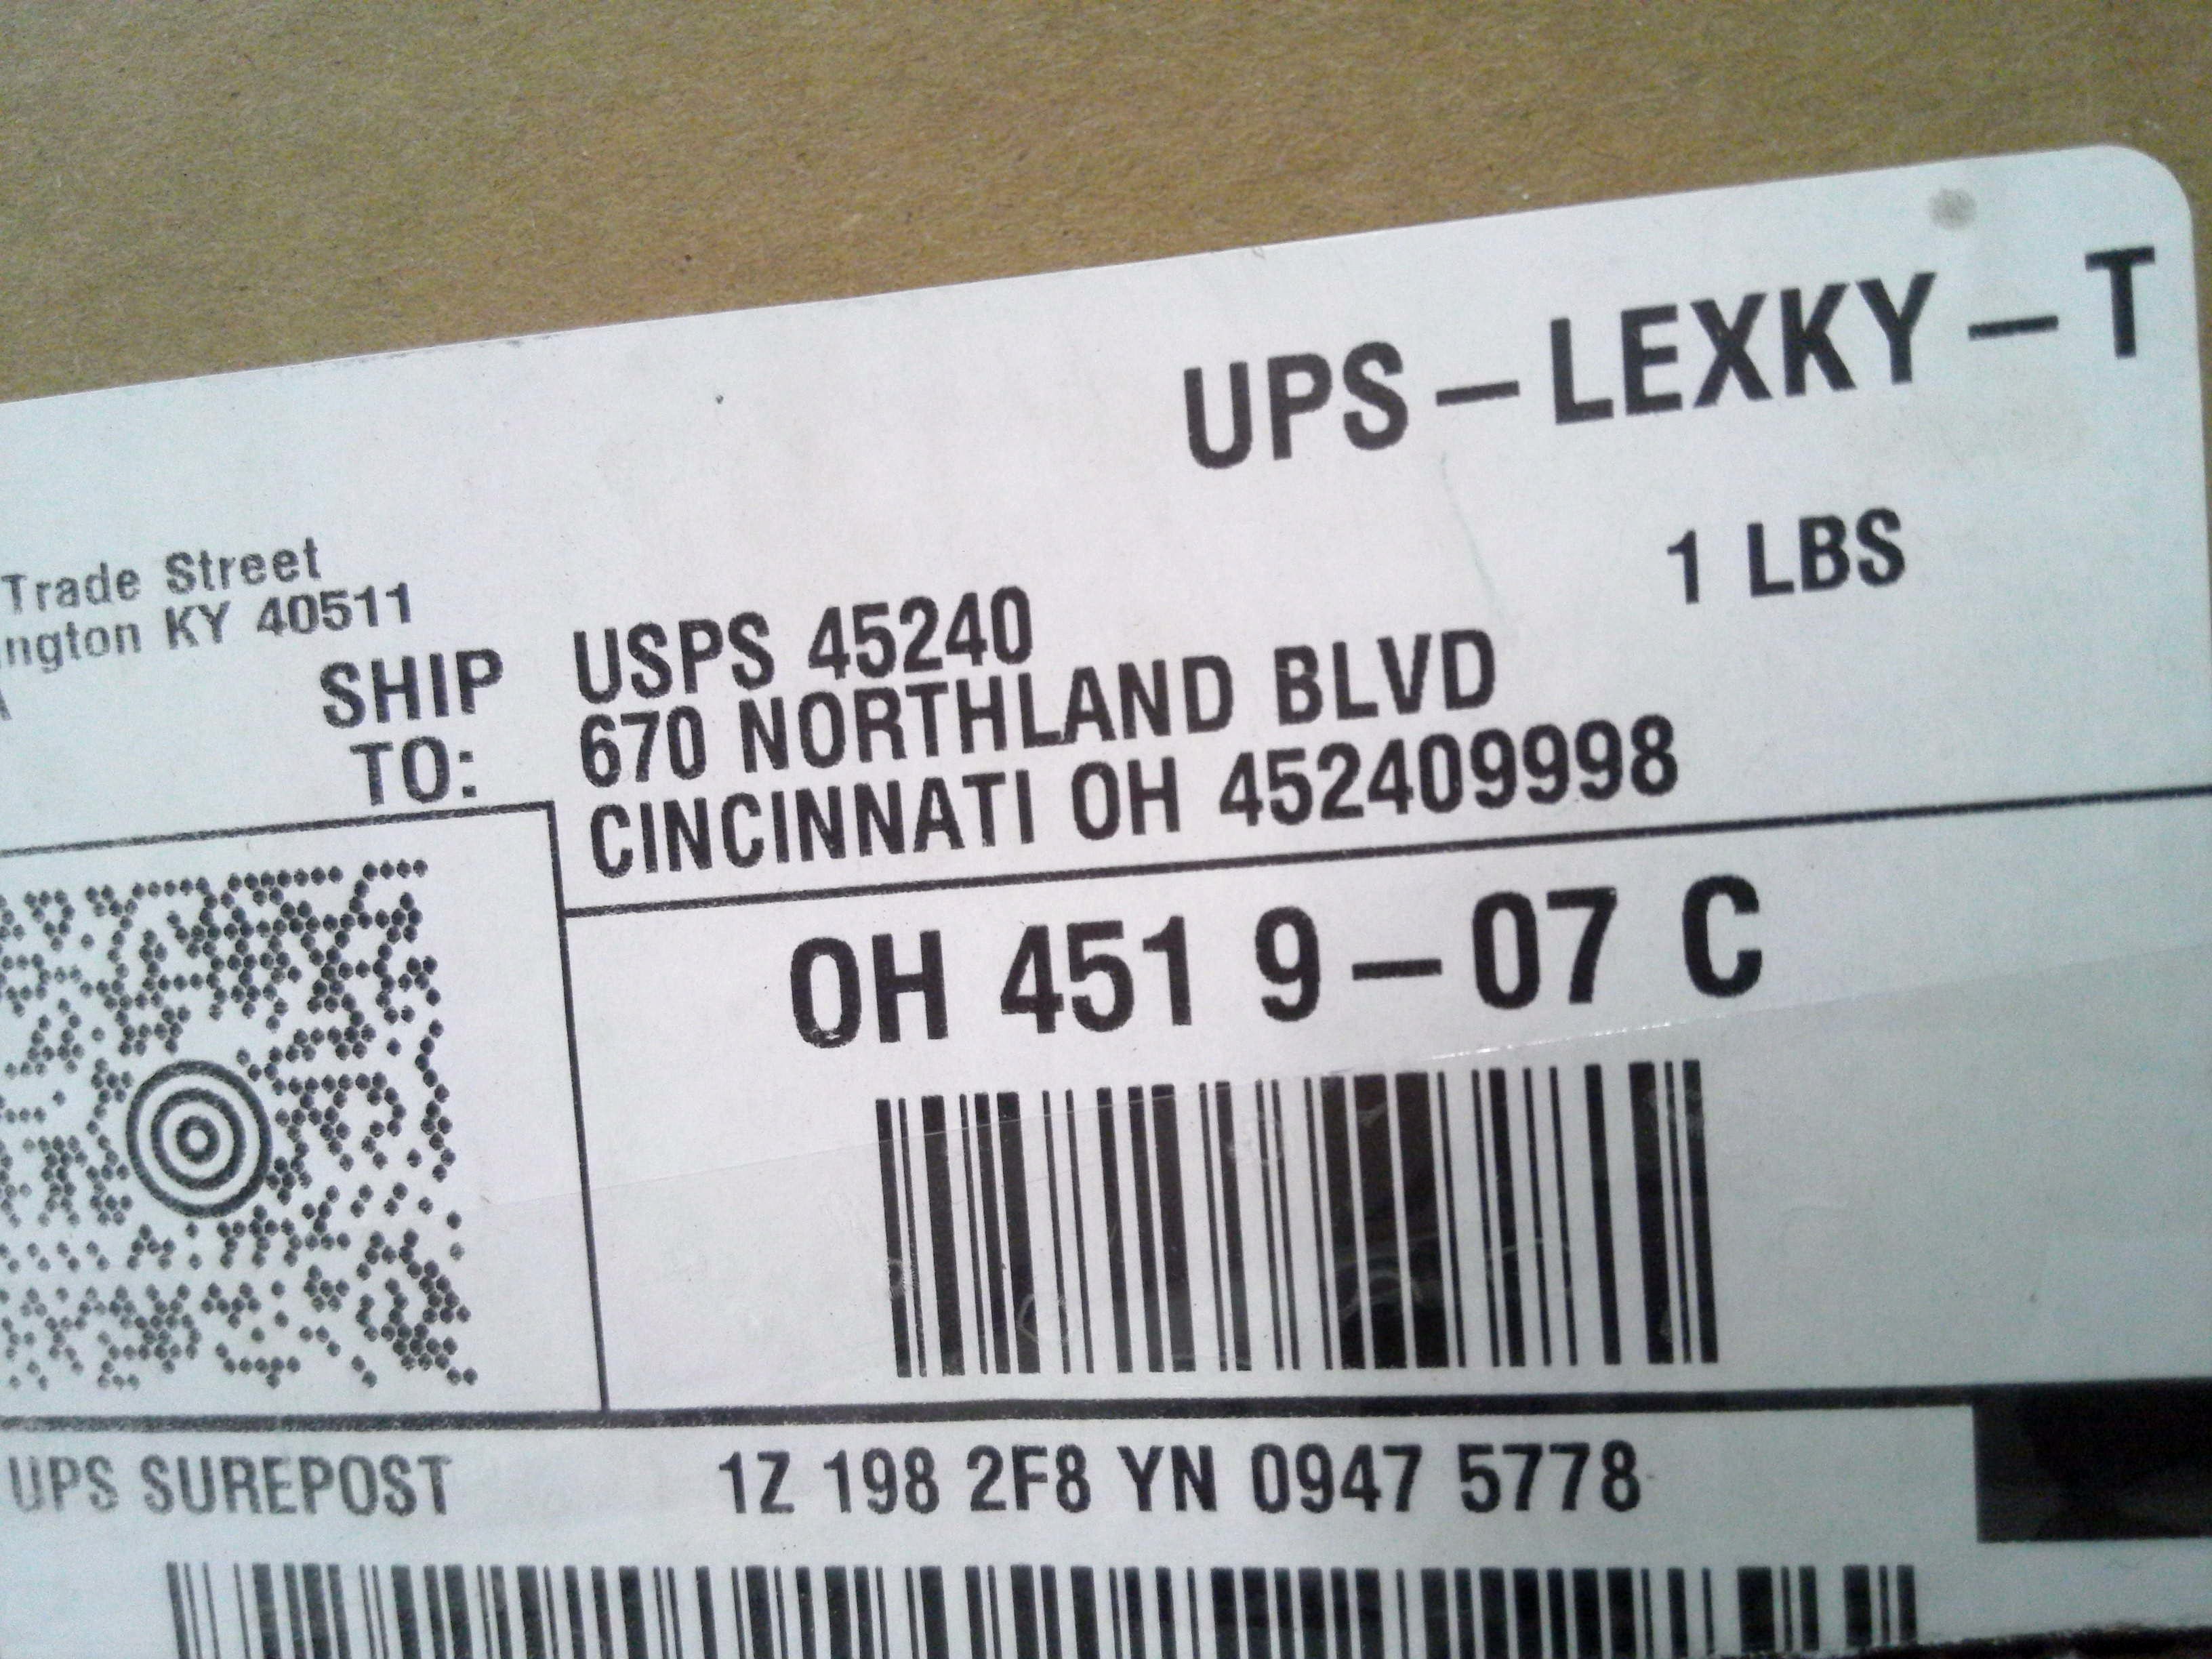 UPS – LEXKY – T
1 LBS
Trade Street
ngton KY 40511
SHIP TO:
USPS 45240
670 NORTHLAND BLVD
CINCINNATI OH 452409998
OH 451 9 – 07 C
UPS SUREPOST
1Z 198 2F8 YN 0947 5778